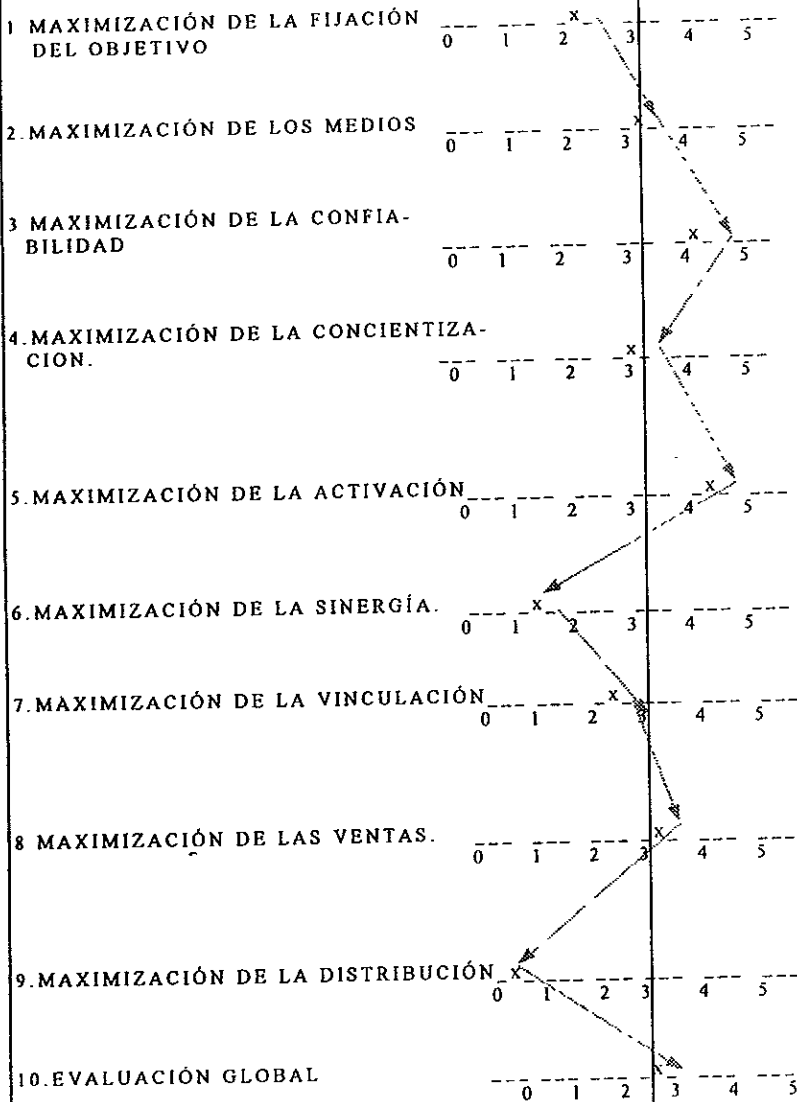 1 MAXIMIZACIÓN DE LA FIJACIÓN
DEL OBJETIVO
x
0 1 2 3 4 5
2.MAXIMIZACIÓN DE LOS MEDIOS
x
0 1 2 3 4 5
3 MAXIMIZACIÓN DE LA CONFIA-
BILIDAD
x
0 1 2 3 4 5
4.MAXIMIZACIÓN DE LA CONCIENTIZA-
CION.
x
0 1 2 3 4 5
5.MAXIMIZACIÓN DE LA ACTIVACIÓN
x
0 1 2 3 4 5
6.MAXIMIZACIÓN DE LA SINERGÍA.
x
0 1 2 3 4 5
7.MAXIMIZACIÓN DE LA VINCULACIÓN
x
0 1 2 3 4 5
8 MAXIMIZACIÓN DE LAS VENTAS.
x
0 1 2 3 4 5
9.MAXIMIZACIÓN DE LA DISTRIBUCIÓN
x
0 1 2 3 4 5
10.EVALUACIÓN GLOBAL
x
0 1 2 3 4 5